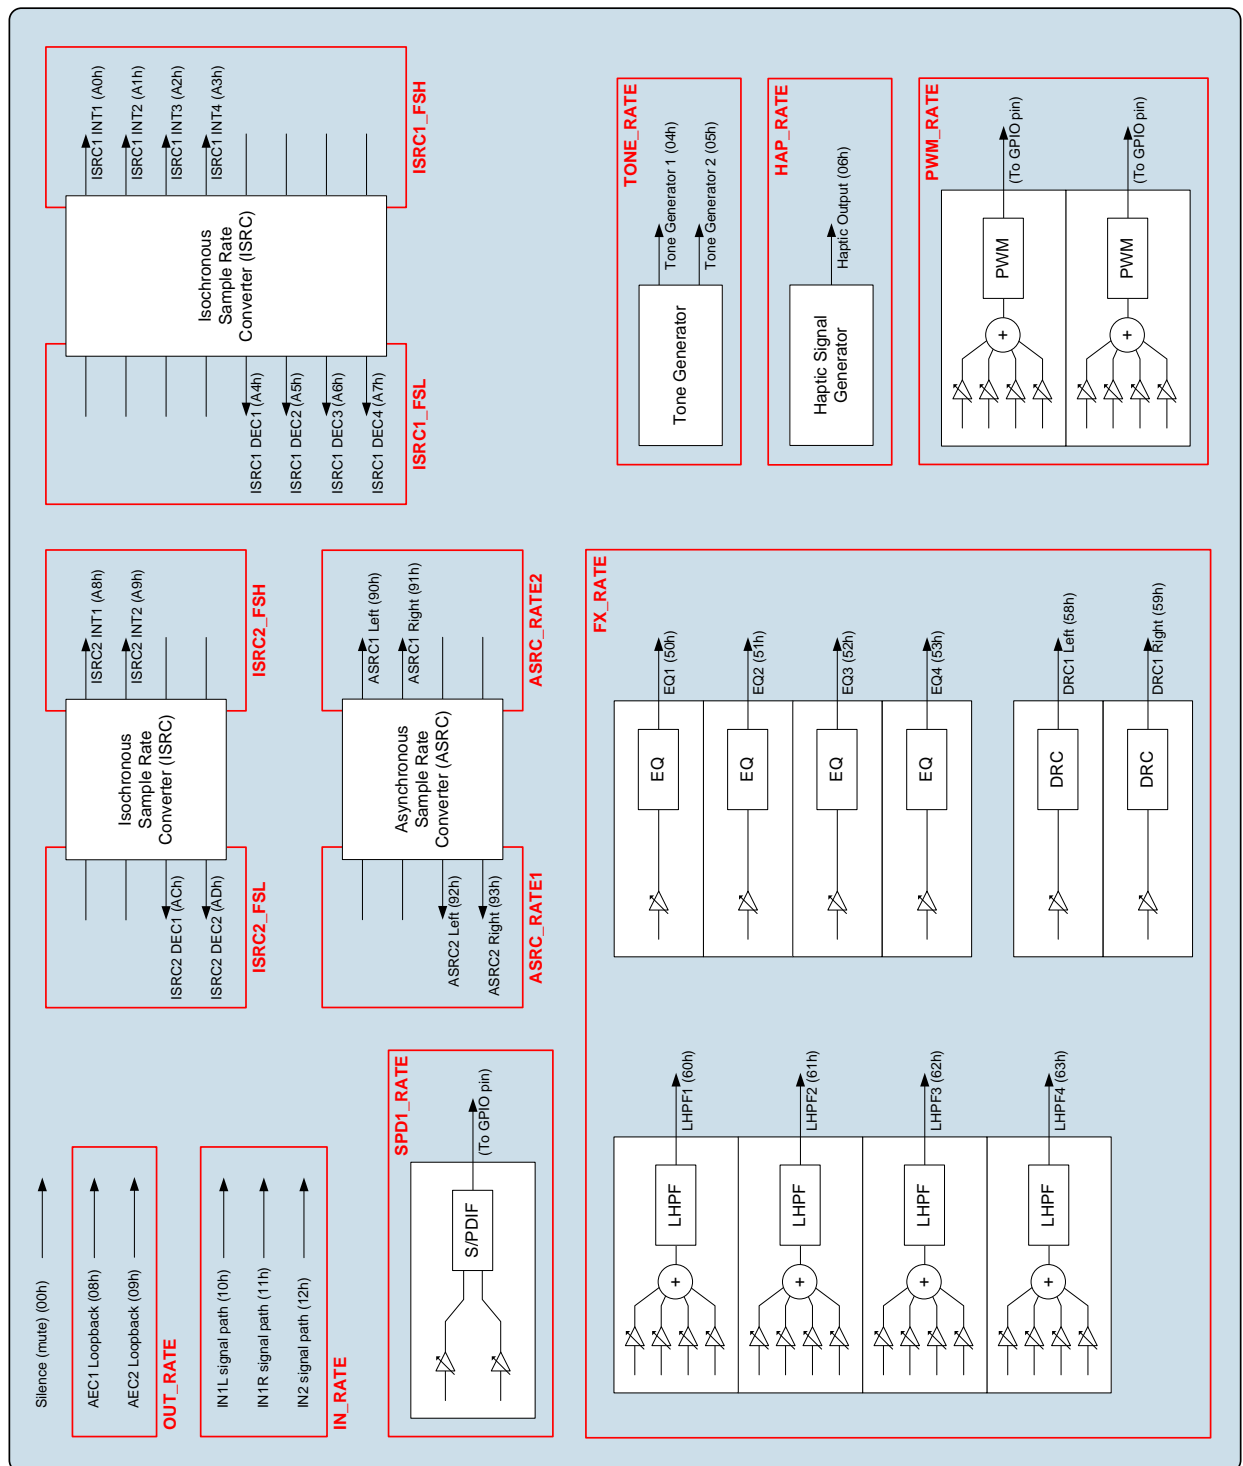 Silence (mute) (00h)
AEC1 Loopback (08h)
AEC2 Loopback (09h)
OUT_RATE
IN1L signal path (10h)
IN1R signal path (11h)
IN2 signal path (12h)
IN_RATE
SPD1_RATE
S/PDIF
(To GPIO pin)
ISRC2_FSL
ISRC2 DEC1 (ACh)
ISRC2 DEC2 (ADh)
Isochronous
Sample Rate
Converter (ISRC)
ISRC2 INT1 (A8h)
ISRC2 INT2 (A9h)
ISRC2_FSH
ASRC2 Left (92h)
ASRC2 Right (93h)
ASRC_RATE1
Asynchronous
Sample Rate
Converter (ASRC)
ASRC1 Left (90h)
ASRC1 Right (91h)
ASRC_RATE2
ISRC1 DEC1 (A4h)
ISRC1 DEC2 (A5h)
ISRC1 DEC3 (A6h)
ISRC1 DEC4 (A7h)
ISRC1_FSL
Isochronous
Sample Rate
Converter (ISRC)
ISRC1 INT1 (A0h)
ISRC1 INT2 (A1h)
ISRC1 INT3 (A2h)
ISRC1 INT4 (A3h)
ISRC1_FSH
FX_RATE
+
LHPF
LHPF1 (60h)
+
LHPF
LHPF2 (61h)
+
LHPF
LHPF3 (62h)
+
LHPF
LHPF4 (63h)
EQ
EQ1 (50h)
EQ
EQ2 (51h)
EQ
EQ3 (52h)
EQ
EQ4 (53h)
DRC
DRC1 Left (58h)
DRC
DRC1 Right (59h)
TONE_RATE
Tone Generator
Tone Generator 1 (04h)
Tone Generator 2 (05h)
HAP_RATE
Haptic Signal
Generator
Haptic Output (06h)
PWM_RATE
+
PWM
(To GPIO pin)
+
PWM
(To GPIO pin)